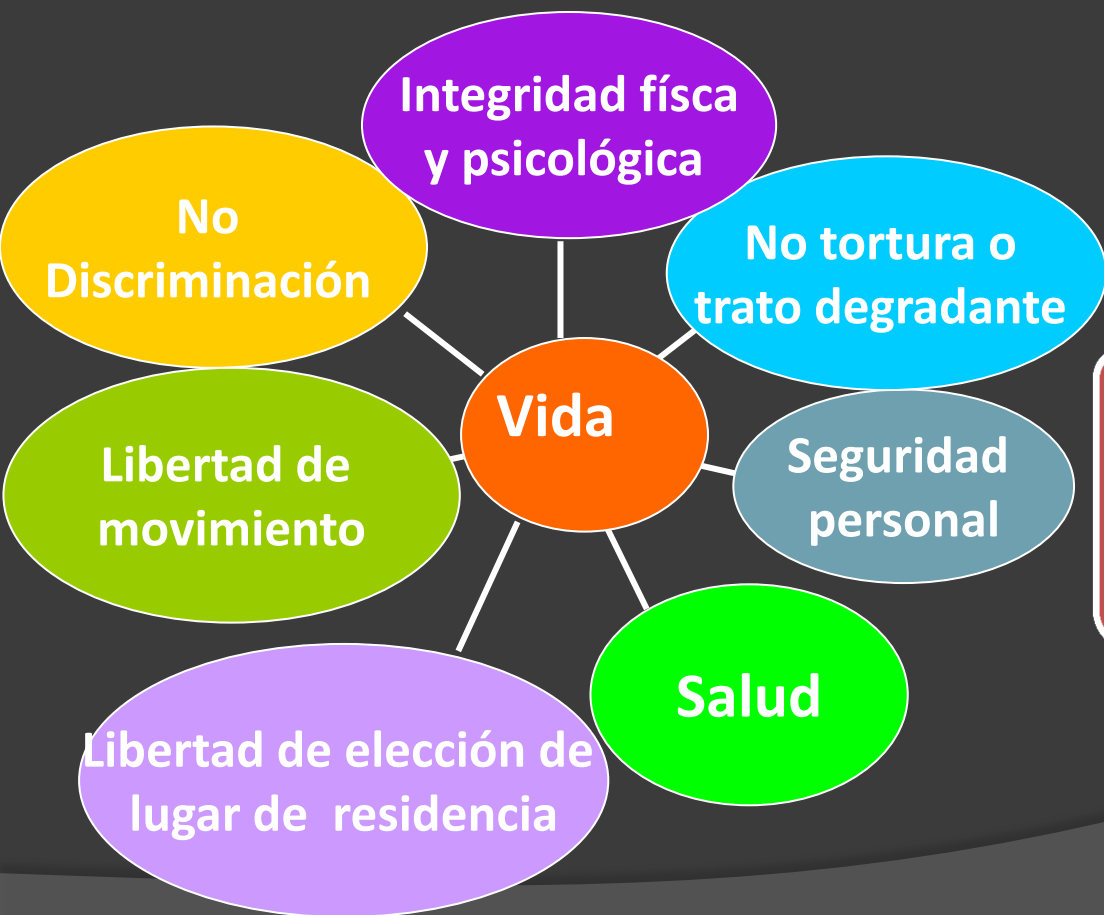 Integridad físca
y psicológica
No
Discriminación
No tortura o
trato degradante
Vida
Libertad de
movimiento
Seguridad
personal
Salud
Libertad de elección de
lugar de residencia